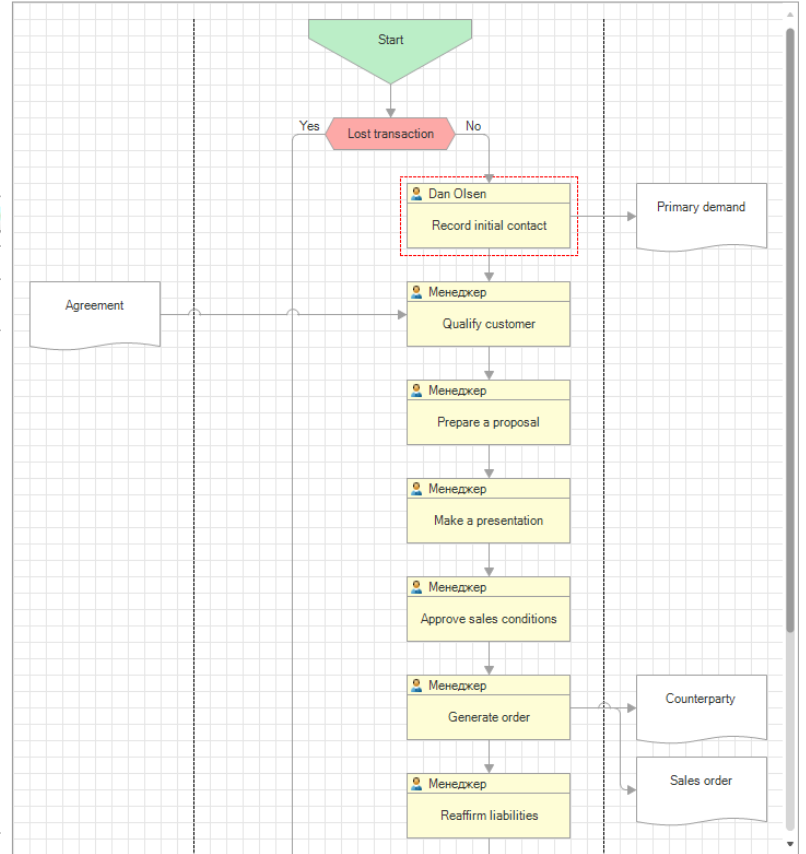 Start
Yes
Lost transaction
No
Dan Olsen
Record initial contact
Primary demand
Agreement
Менеджер
Qualify customer
Менеджер
Prepare a proposal
Менеджер
Make a presentation
Менеджер
Approve sales conditions
Менеджер
Generate order
Counterparty
Sales order
Менеджер
Reaffirm liabilities